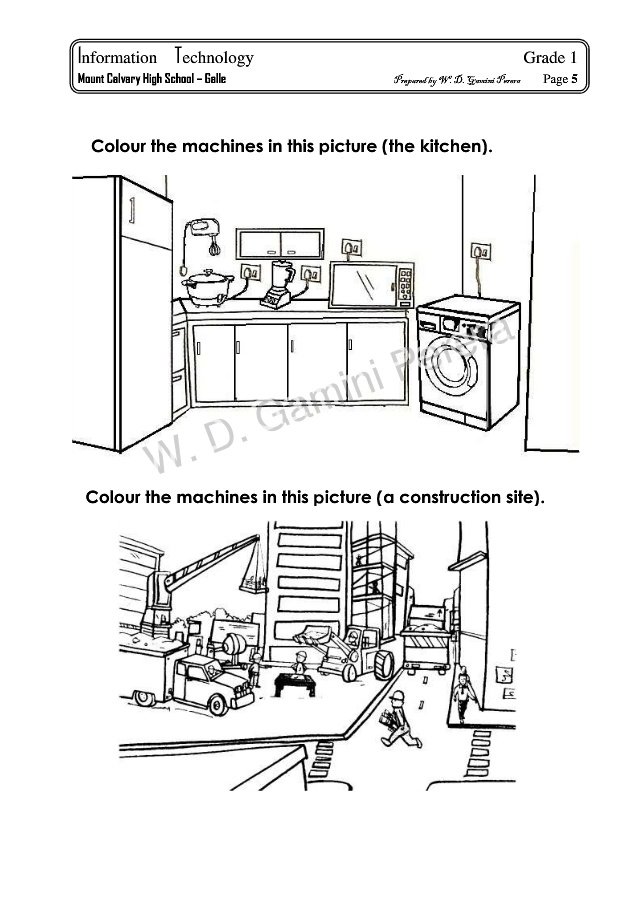 Information Technology Grade 1
Mount Calvary High School – Galle Prepared by W. D. Gamini Perera Page 5
Colour the machines in this picture (the kitchen).
W. D. Gamini Perera
Colour the machines in this picture (a construction site).